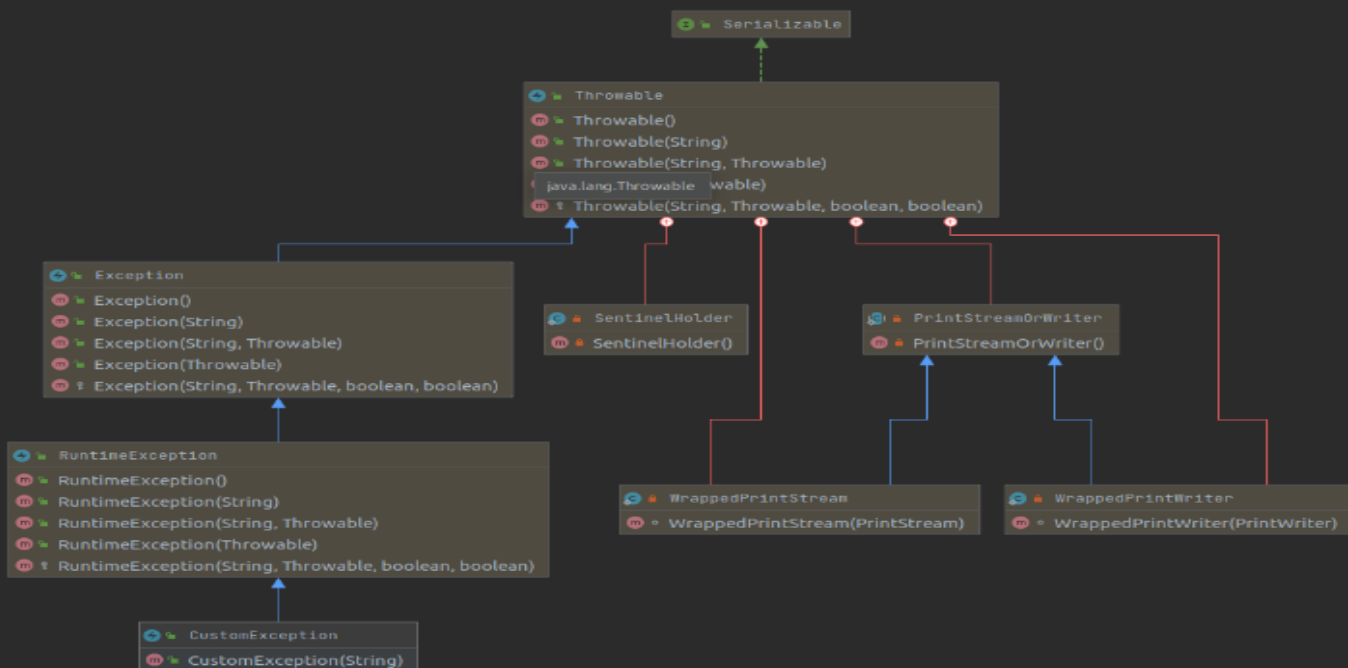 Serializable
Throwable
Throwable()
Throwable(String)
Throwable(String, Throwable)
java.lang.Throwable
wable)
Throwable(String, Throwable, boolean, boolean)
Exception
Exception()
Exception(String)
Exception(String, Throwable)
Exception(Throwable)
Exception(String, Throwable, boolean, boolean)
SentinelHolder
SentinelHolder()
PrintStreamOrWriter
PrintStreamOrWriter()
RuntimeException
RuntimeException()
RuntimeException(String)
RuntimeException(String, Throwable)
RuntimeException(Throwable)
RuntimeException(String, Throwable, boolean, boolean)
WrappedPrintStream
WrappedPrintStream(PrintStream)
WrappedPrintWriter
WrappedPrintWriter(PrintWriter)
CustomException
CustomException(String)